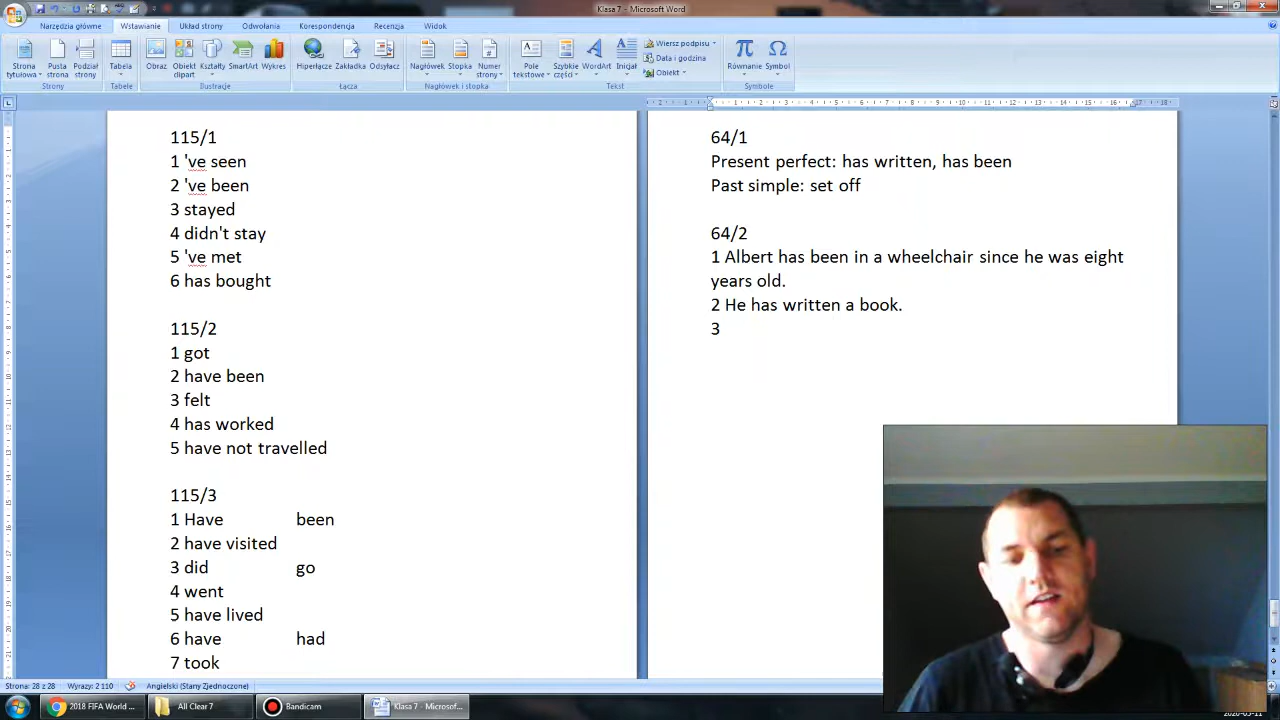 Klasa 7 - Microsoft Word
Narzędzia główne Wstawianie Układ strony Odwołania Korespondencja Recenzja Widok
Strona tytułowa Pusta strona Podział strony Tabela Obraz Obiekt clipart Kształty SmartArt Wykres Hiperłącze Zakładka Odsyłacz Nagłówek Stopka Numer strony Pole tekstowe Szybkie części WordArt Inicjał Wiersz podpisu Data i godzina Obiekt Równanie Symbol
Strony Tabele Ilustracje Łącza Nagłówek i stopka Tekst Symbole
115/1
1 've seen
2 've been
3 stayed
4 didn't stay
5 've met
6 has bought
115/2
1 got
2 have been
3 felt
4 has worked
5 have not travelled
115/3
1 Have been
2 have visited
3 did go
4 went
5 have lived
6 have had
7 took
64/1
Present perfect: has written, has been
Past simple: set off
64/2
1 Albert has been in a wheelchair since he was eight
years old.
2 He has written a book.
3
Strona: 28 z 28 Wyrazy: 2 110 Angielski (Stany Zjednoczone)
2018 FIFA World ... All Clear 7 Bandicam Klasa 7 - Microsof...